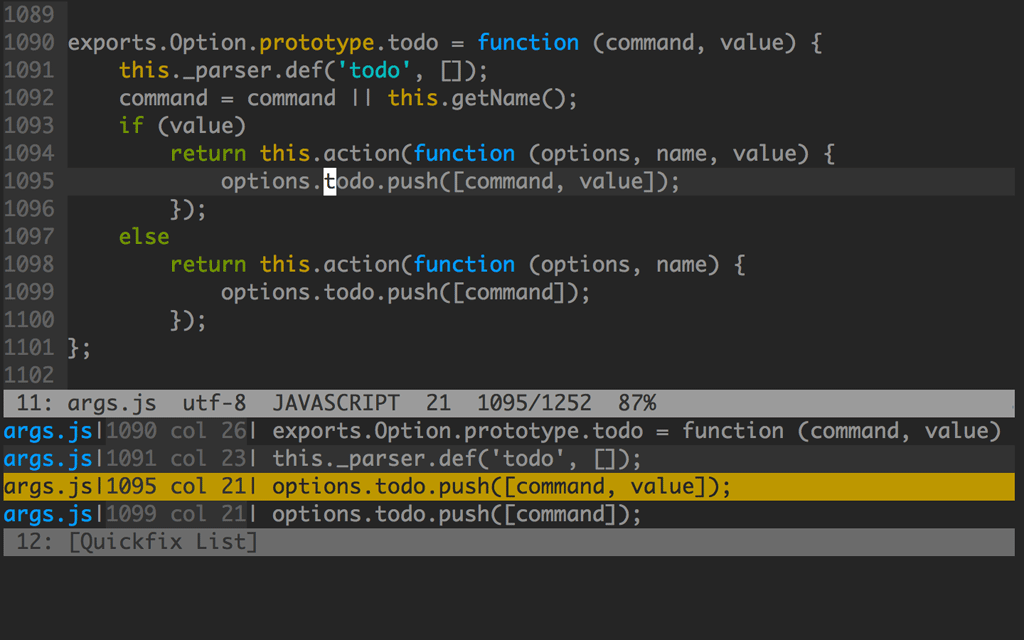 1089
1090 exports.Option.prototype.todo = function (command, value) {
1091     this._parser.def('todo', []);
1092     command = command || this.getName();
1093     if (value)
1094         return this.action(function (options, name, value) {
1095             options.todo.push([command, value]);
1096         });
1097     else
1098         return this.action(function (options, name) {
1099             options.todo.push([command]);
1100         });
1101 };
1102
11: args.js  utf-8  JAVASCRIPT  21  1095/1252  87%
args.js|1090 col 26| exports.Option.prototype.todo = function (command, value)
args.js|1091 col 23| this._parser.def('todo', []);
args.js|1095 col 21| options.todo.push([command, value]);
args.js|1099 col 21| options.todo.push([command]);
12: [Quickfix List]